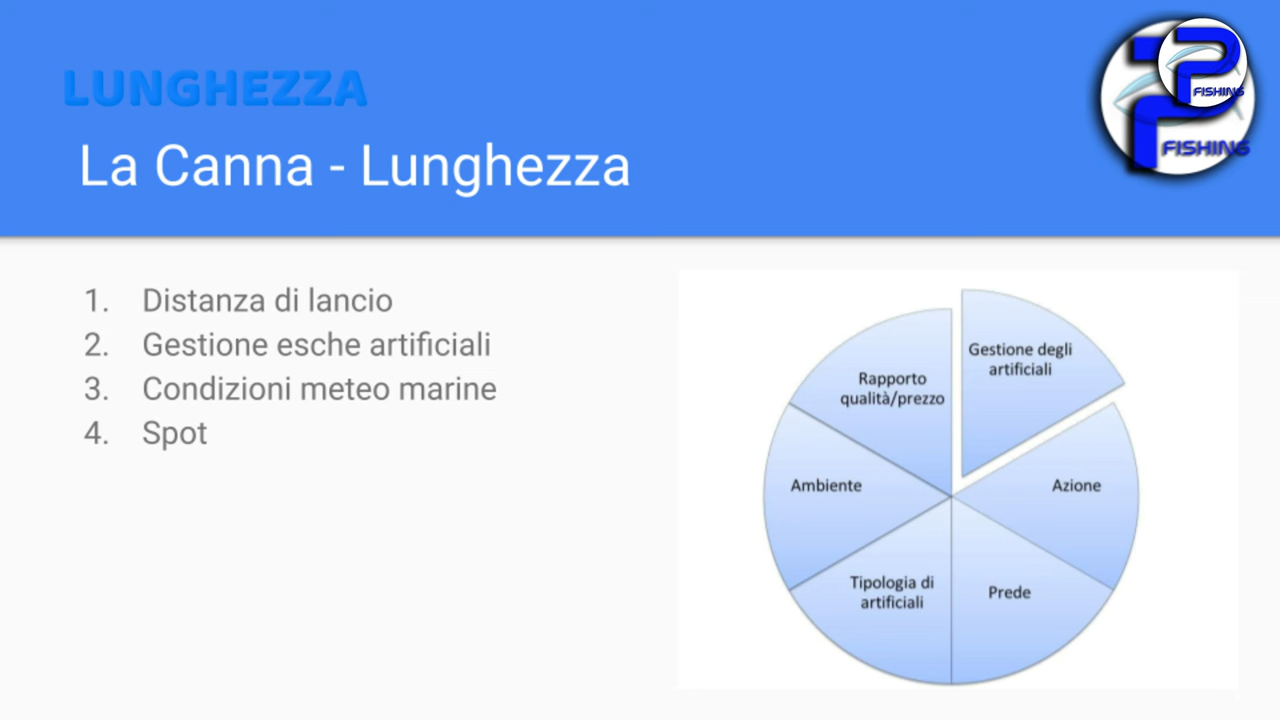 LUNGHEZZA
La Canna - Lunghezza
FISHING
FISHING
1. Distanza di lancio
2. Gestione esche artificiali
3. Condizioni meteo marine
4. Spot
Gestione degli
artificiali
Rapporto
qualità/prezzo
Ambiente
Azione
Tipologia di
artificiali
Prede